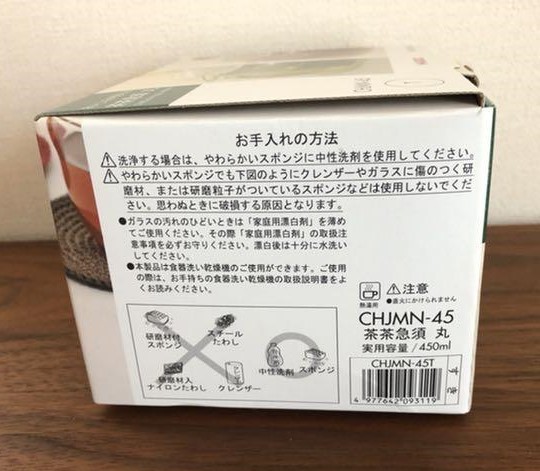 お手入れの方法
⚠洗浄する場合は、やわらかいスポンジに中性洗剤を使用してください。
⚠やわらかいスポンジでも下図のようにクレンザーやガラスに傷のつく研
磨材、または研磨粒子がついているスポンジなどは使用しないでくだ
さい。思わぬときに破損する原因となります。
●ガラスの汚れのひどいときは「家庭用漂白剤」を薄め
てご使用ください。その際「家庭用漂白剤」の取扱注
意事項を必ずお守りください。漂白後は十分に水洗い
してください。
●本製品は食器洗い乾燥機のご使用ができます。ご使用
の際は、お手持ちの食器洗い乾燥機の取扱説明書をよ
くお読みください。
研磨材付
スポンジ
スチール
たわし
研磨材入
ナイロンたわし
クレンザー
中性洗剤
スポンジ
熱湯用
⚠注意
●直火にかけられません
CHJMN-45
茶茶急須 丸
実用容量 / 450ml
CHJMN-45T
4 977642 093119
すき